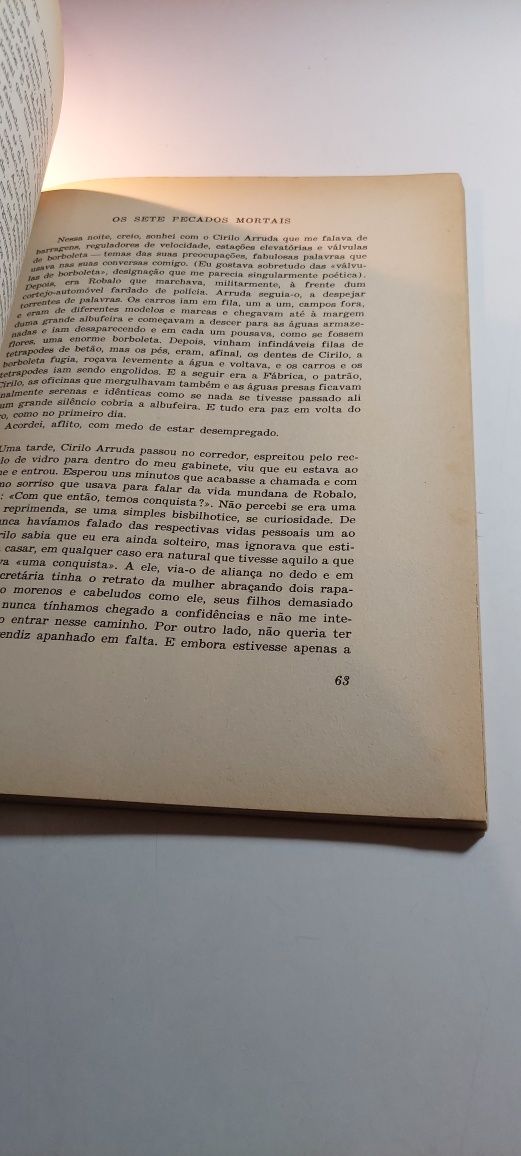 OS SETE PECADOS MORTAIS
Nessa noite, creio, sonhei com o Cirilo Arruda que me falava de
barragens, reguladores de velocidade, estações elevatórias e válvulas
de borboleta — temas das suas preocupações, fabulosas palavras que
usava nas suas conversas comigo. (Eu gostava sobretudo das «válvu-
las de borboleta», designação que me parecia singularmente poética).
Depois, era Robalo que marchava, militarmente, à frente dum
cortejo-automóvel fardado de polícia. Arruda seguia-o, a despejar
torrentes de palavras. Os carros iam em fila, um a um, campos fora,
e eram de diferentes modelos e marcas e chegavam até à margem
duma grande albufeira e começavam a descer para as águas armaze-
nadas e iam desaparecendo e em cada um pousava, como se fossem
flores, uma enorme borboleta. Depois, vinham infindáveis filas de
tetrapodes de betão, mas os pés, eram, afinal, os dentes de Cirilo, a
borboleta fugia, roçava levemente a água e voltava, e os carros e os
tetrapodes iam sendo engolidos. E a seguir era a Fábrica, o patrão,
Cirilo, as oficinas que mergulhavam também e as águas presas ficavam
nalmente serenas e idênticas como se nada se tivesse passado ali
um grande silêncio cobria a albufeira. E tudo era paz em volta do
o, como no primeiro dia.
Acordei, aflito, com medo de estar desempregado.
Uma tarde, Cirilo Arruda passou no corredor, espreitou pelo rec-
lo de vidro para dentro do meu gabinete, viu que eu estava ao
ne e entrou. Esperou uns minutos que acabasse a chamada e com
mo sorriso que usava para falar da vida mundana de Robalo,
: «Com que então, temos conquista?». Não percebi se era uma
reprimenda, se uma simples bisbilhotice, se curiosidade. De
nca havíamos falado das respectivas vidas pessoais um ao
rilo sabia que eu era ainda solteiro, mas ignorava que esti-
casar, em qualquer caso era natural que tivesse aquilo a que
va «uma conquista». A ele, via-o de aliança no dedo e em
cretária tinha o retrato da mulher abraçando dois rapa-
o morenos e cabeludos como ele, seus filhos demasiado
nunca tínhamos chegado a confidências e não me inte-
o entrar nesse caminho. Por outro lado, não queria ter
endiz apanhado em falta. E embora estivesse apenas a
63